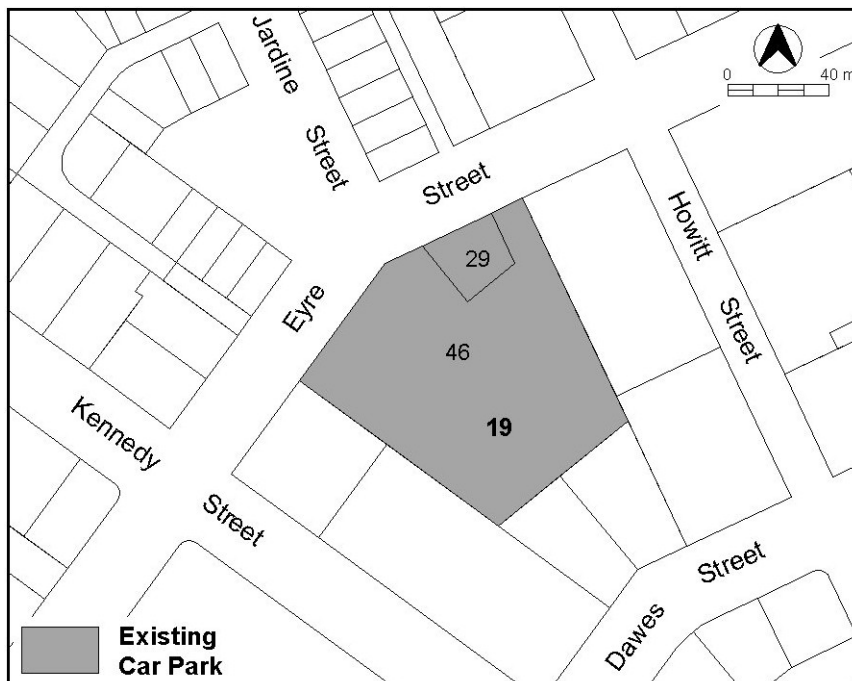 Jardine
Street
0 40 m
Street
Howitt
Street
29
Eyre
46
19
Kennedy
Street
Street
Dawes
Existing
Car Park